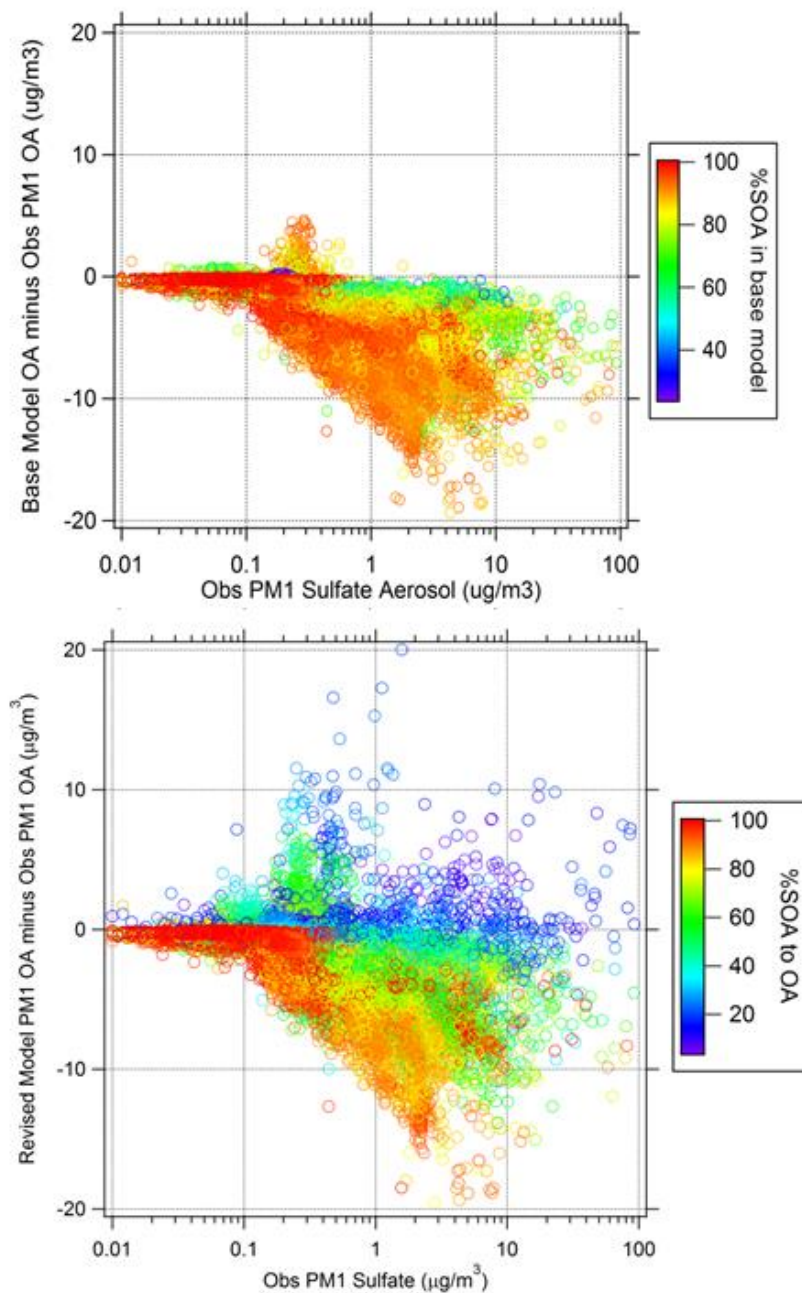 20
10
0
-10
-20
Base Model OA minus Obs PM1 OA (ug/m3)
0.01 0.1 1 10 100
Obs PM1 Sulfate Aerosol (ug/m3)
100
80
60
40
%SOA in base model
20
10
0
-10
-20
Revised Model PM1 OA minus Obs PM1 OA (µg/m³)
0.01 0.1 1 10 100
Obs PM1 Sulfate (µg/m³)
100
80
60
40
20
%SOA to OA